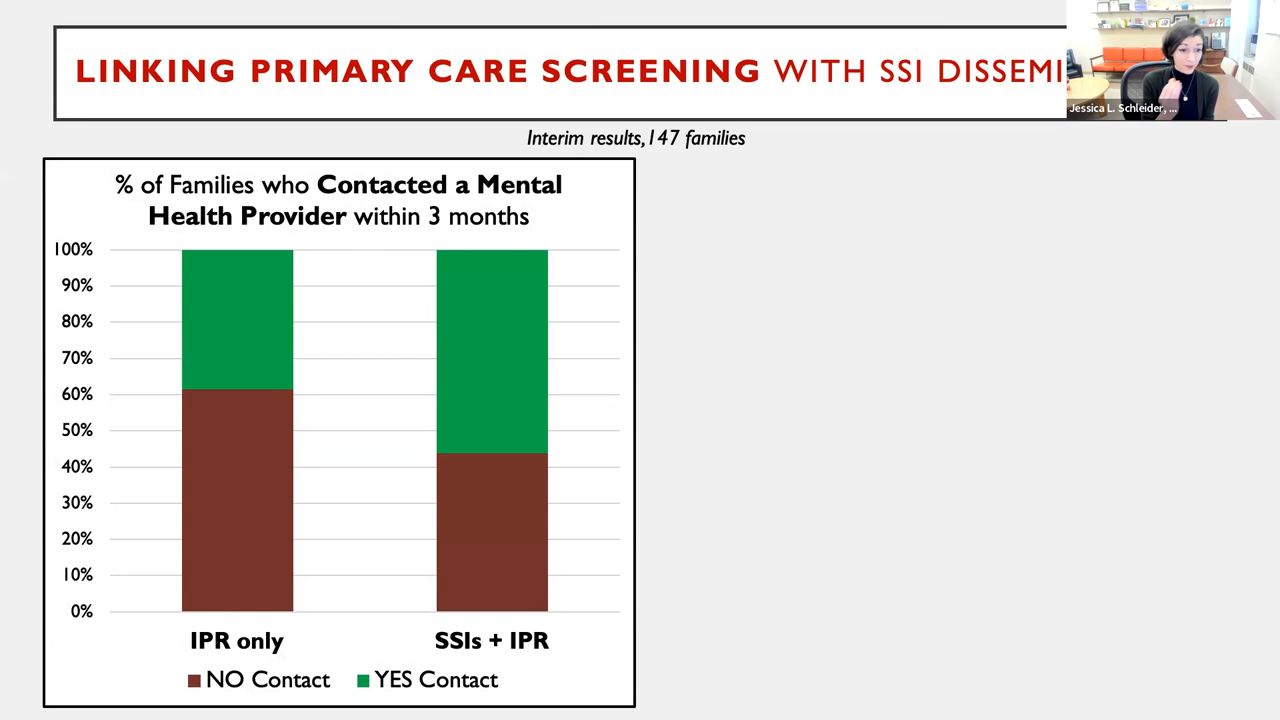 LINKING PRIMARY CARE SCREENING WITH SSI DISSEMI
Jessica L. Schleider, ...
Interim results, 147 families
% of Families who Contacted a Mental
Health Provider within 3 months
100%
90%
80%
70%
60%
50%
40%
30%
20%
10%
0%
IPR only
SSIs + IPR
NO Contact
YES Contact